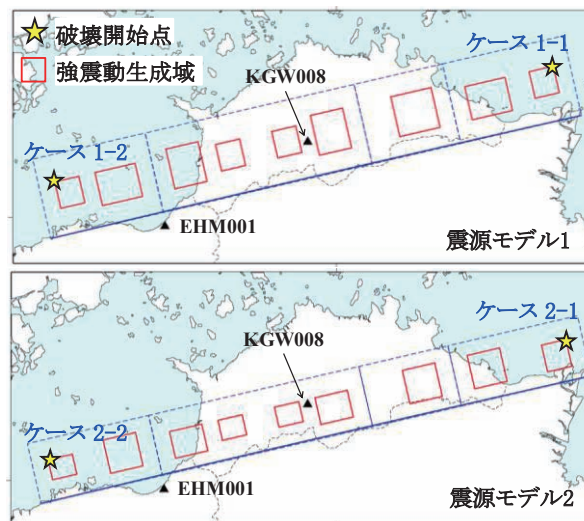 破壊開始点
強震動生成域
ケース 1-1
KGW008
ケース 1-2
EHM001
震源モデル1
ケース 2-1
KGW008
ケース 2-2
EHM001
震源モデル2